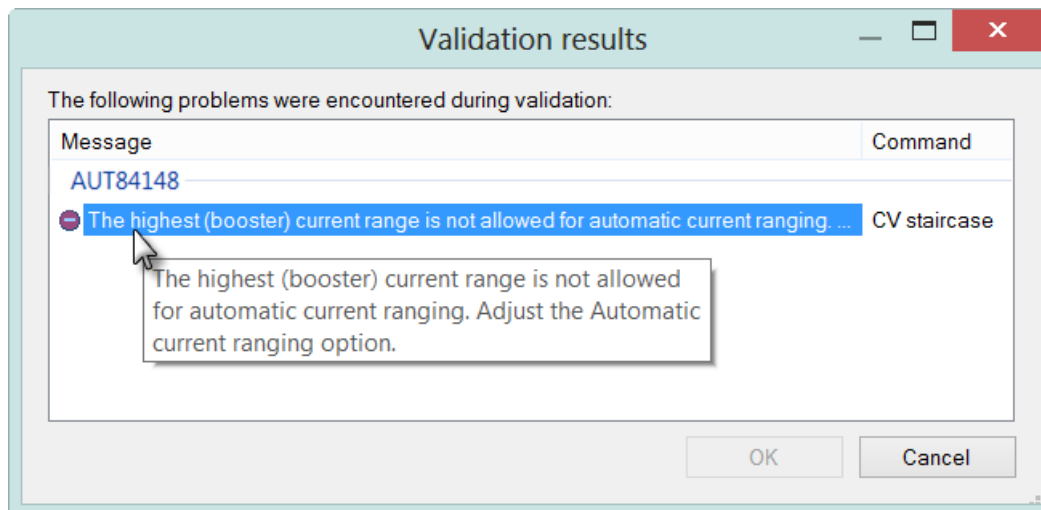 Validation results
The following problems were encountered during validation:
Message Command
AUT84148
The highest (booster) current range is not allowed for automatic current ranging. ... CV staircase
The highest (booster) current range is not allowed
for automatic current ranging. Adjust the Automatic
current ranging option.
OK Cancel